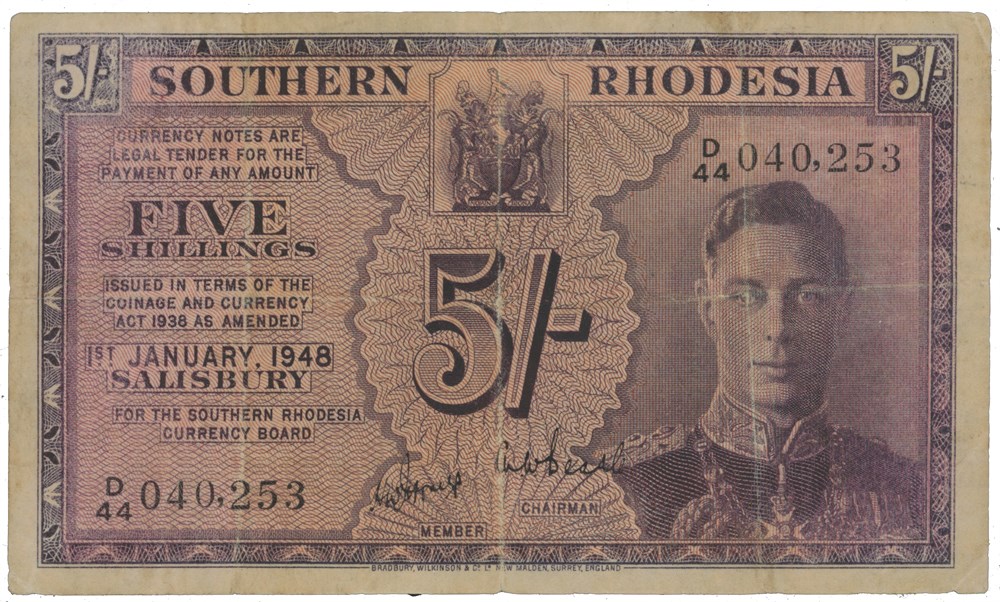 5/-
SOUTHERN RHODESIA
5/-
CURRENCY NOTES ARE
LEGAL TENDER FOR THE
PAYMENT OF ANY AMOUNT
D/44 040,253
FIVE
SHILLINGS
5/-
ISSUED IN TERMS OF THE
COINAGE AND CURRENCY
ACT 1938 AS AMENDED
1ST JANUARY, 1948
SALISBURY
FOR THE SOUTHERN RHODESIA
CURRENCY BOARD
D/44 040,253
MEMBER
CHAIRMAN
BRADBURY, WILKINSON & Co. Ld. NEW MALDEN, SURREY, ENGLAND